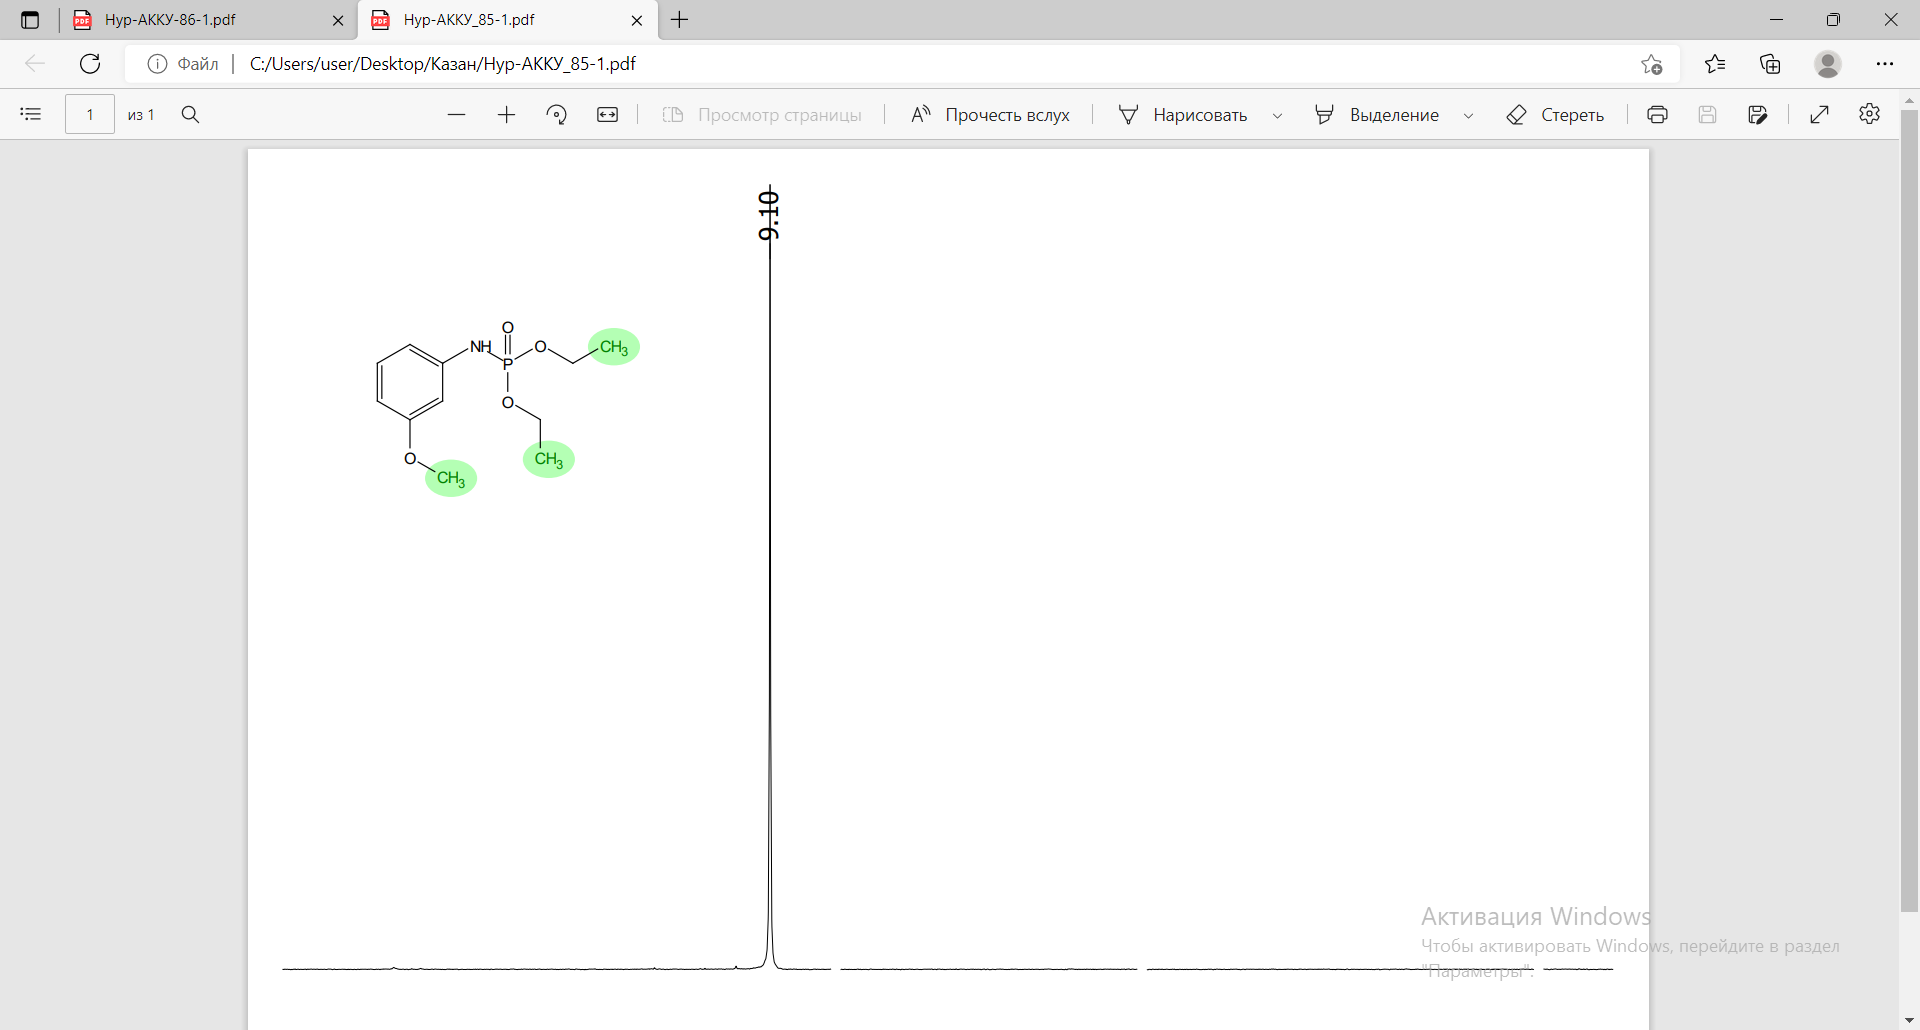 Нур-АККУ-86-1.pdf
Нур-АККУ_85-1.pdf
Файл
C:/Users/user/Desktop/Казан/Нур-АККУ_85-1.pdf
1
из 1
Просмотр страницы
Прочесть вслух
Нарисовать
Выделение
Стереть
9.10
O
NH
P
O
CH3
O
CH3
O
CH3
Активация Windows
Чтобы активировать Windows, перейдите в раздел
"Параметры".